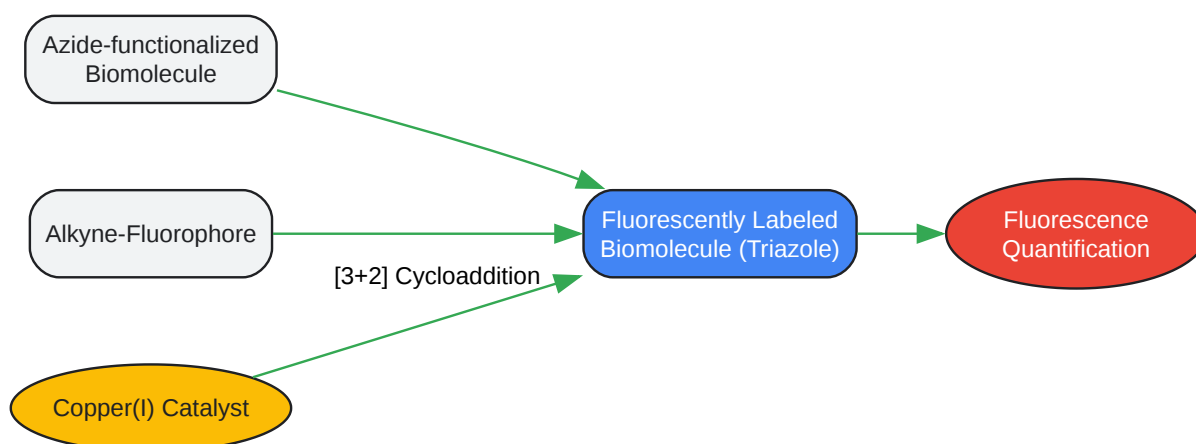 Azide-functionalized
Biomolecule
Alkyne-Fluorophore
[3+2] Cycloaddition
Copper(I) Catalyst
Fluorescently Labeled
Biomolecule (Triazole)
Fluorescence
Quantification